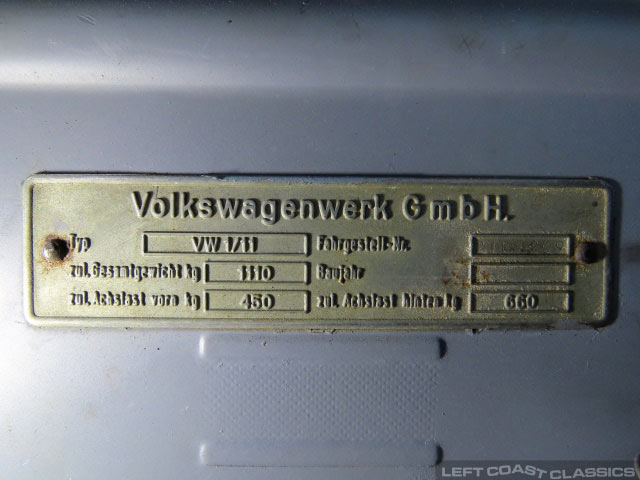 Volkswagenwerk GmbH.
Typ VW 1/11 Fahrgestell-Nr.
zul. Gesamtgewicht kg 1110 Baujahr
zul. Achslast vorn kg 450 zul. Achslast hinten kg 660
LEFT COAST CLASSICS